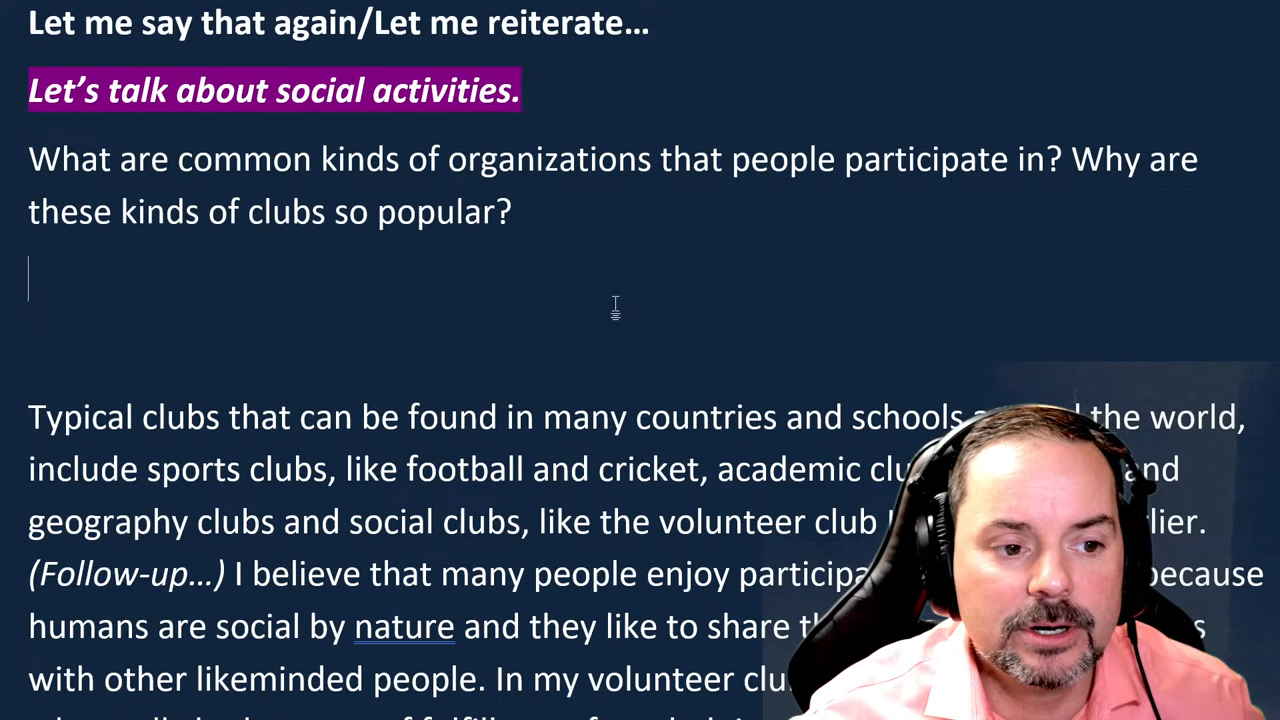 Let me say that again/Let me reiterate…
Let's talk about social activities.
What are common kinds of organizations that people participate in? Why are
these kinds of clubs so popular?
Typical clubs that can be found in many countries and schools the world,
include sports clubs, like football and cricket, academic and
geography clubs and social clubs, like the volunteer club
(Follow-up…) I believe that many people enjoy because
humans are social by nature and they like to share
with other likeminded people. In my volunteer